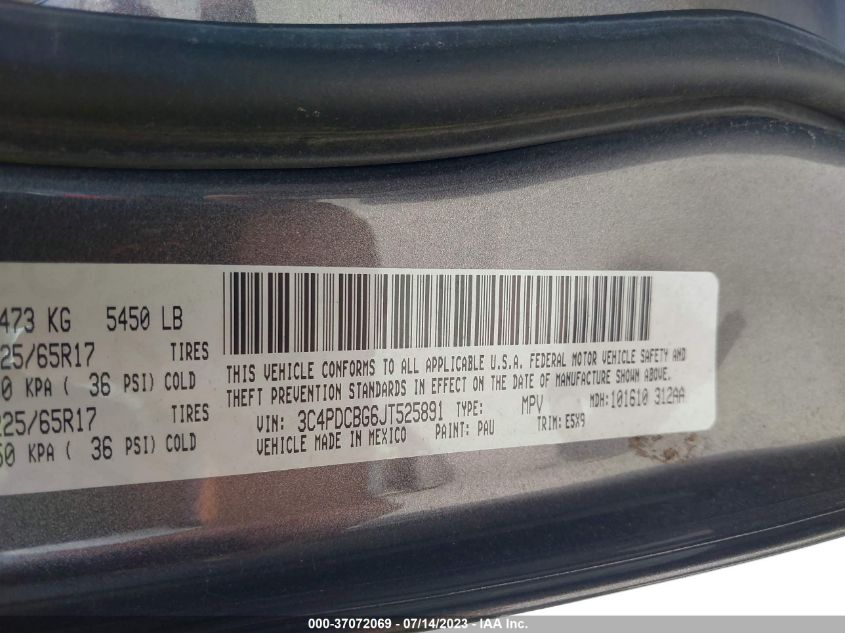 473 KG 5450 LB
25/65R17 TIRES
0 KPA ( 36 PSI) COLD
225/65R17 TIRES
50 KPA ( 36 PSI) COLD
THIS VEHICLE CONFORMS TO ALL APPLICABLE U.S.A. FEDERAL MOTOR VEHICLE SAFETY AND
THEFT PREVENTION STANDARDS IN EFFECT ON THE DATE OF MANUFACTURE SHOWN ABOVE.
VIN: 3C4PDCBG6JT525891 TYPE: MPV MDH: 101610 312AA
VEHICLE MADE IN MEXICO PAINT: PAU TRIM: E5X9
000-37072069 - 07/14/2023 - Copyright © 2023 IAA Inc.